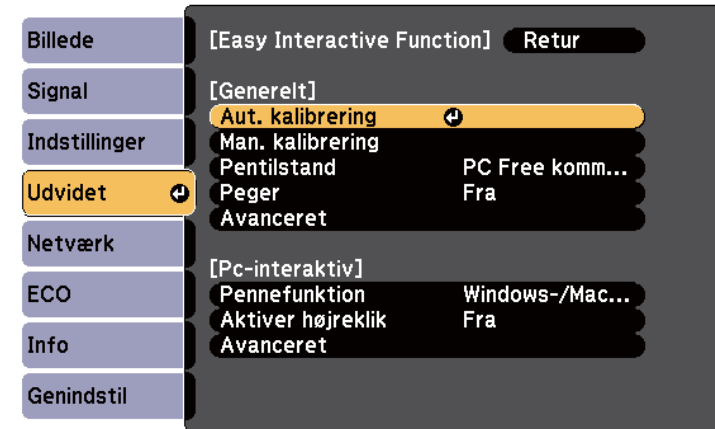 Billede
Signal
Indstillinger
Udvidet
Netværk
ECO
Info
Genindstil
[Easy Interactive Function] Retur
[Generelt]
Aut. kalibrering
Man. kalibrering
Pentilstand PC Free komm...
Peger Fra
Avanceret
[Pc-interaktiv]
Pennefunktion Windows-/Mac...
Aktiver højreklik Fra
Avanceret